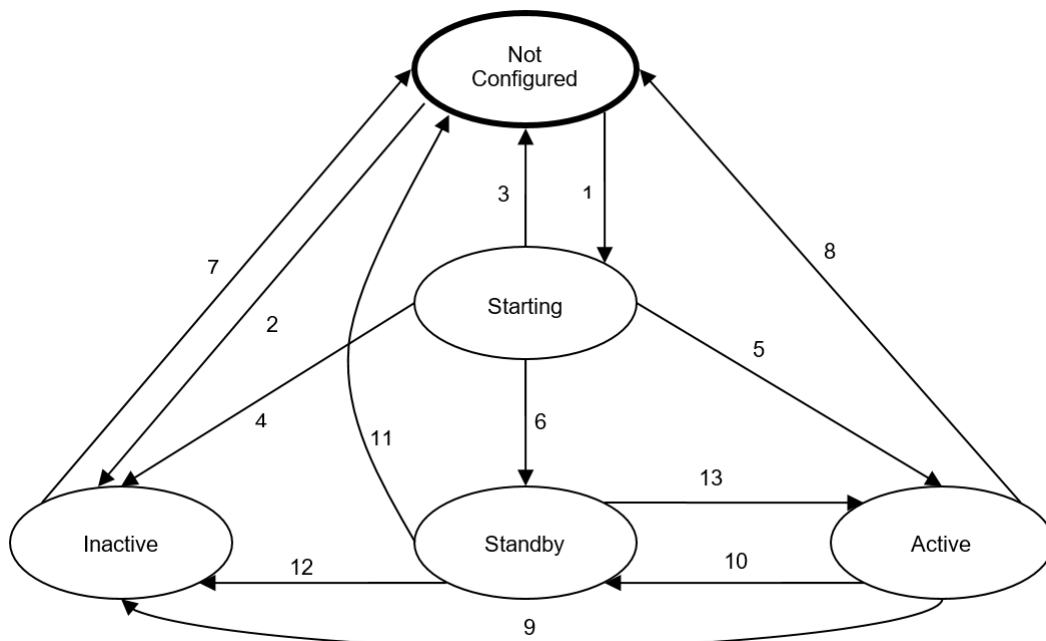 Not
Configured
3
1
7
8
2
Starting
5
4
6
11
13
Inactive
Standby
Active
12
10
9